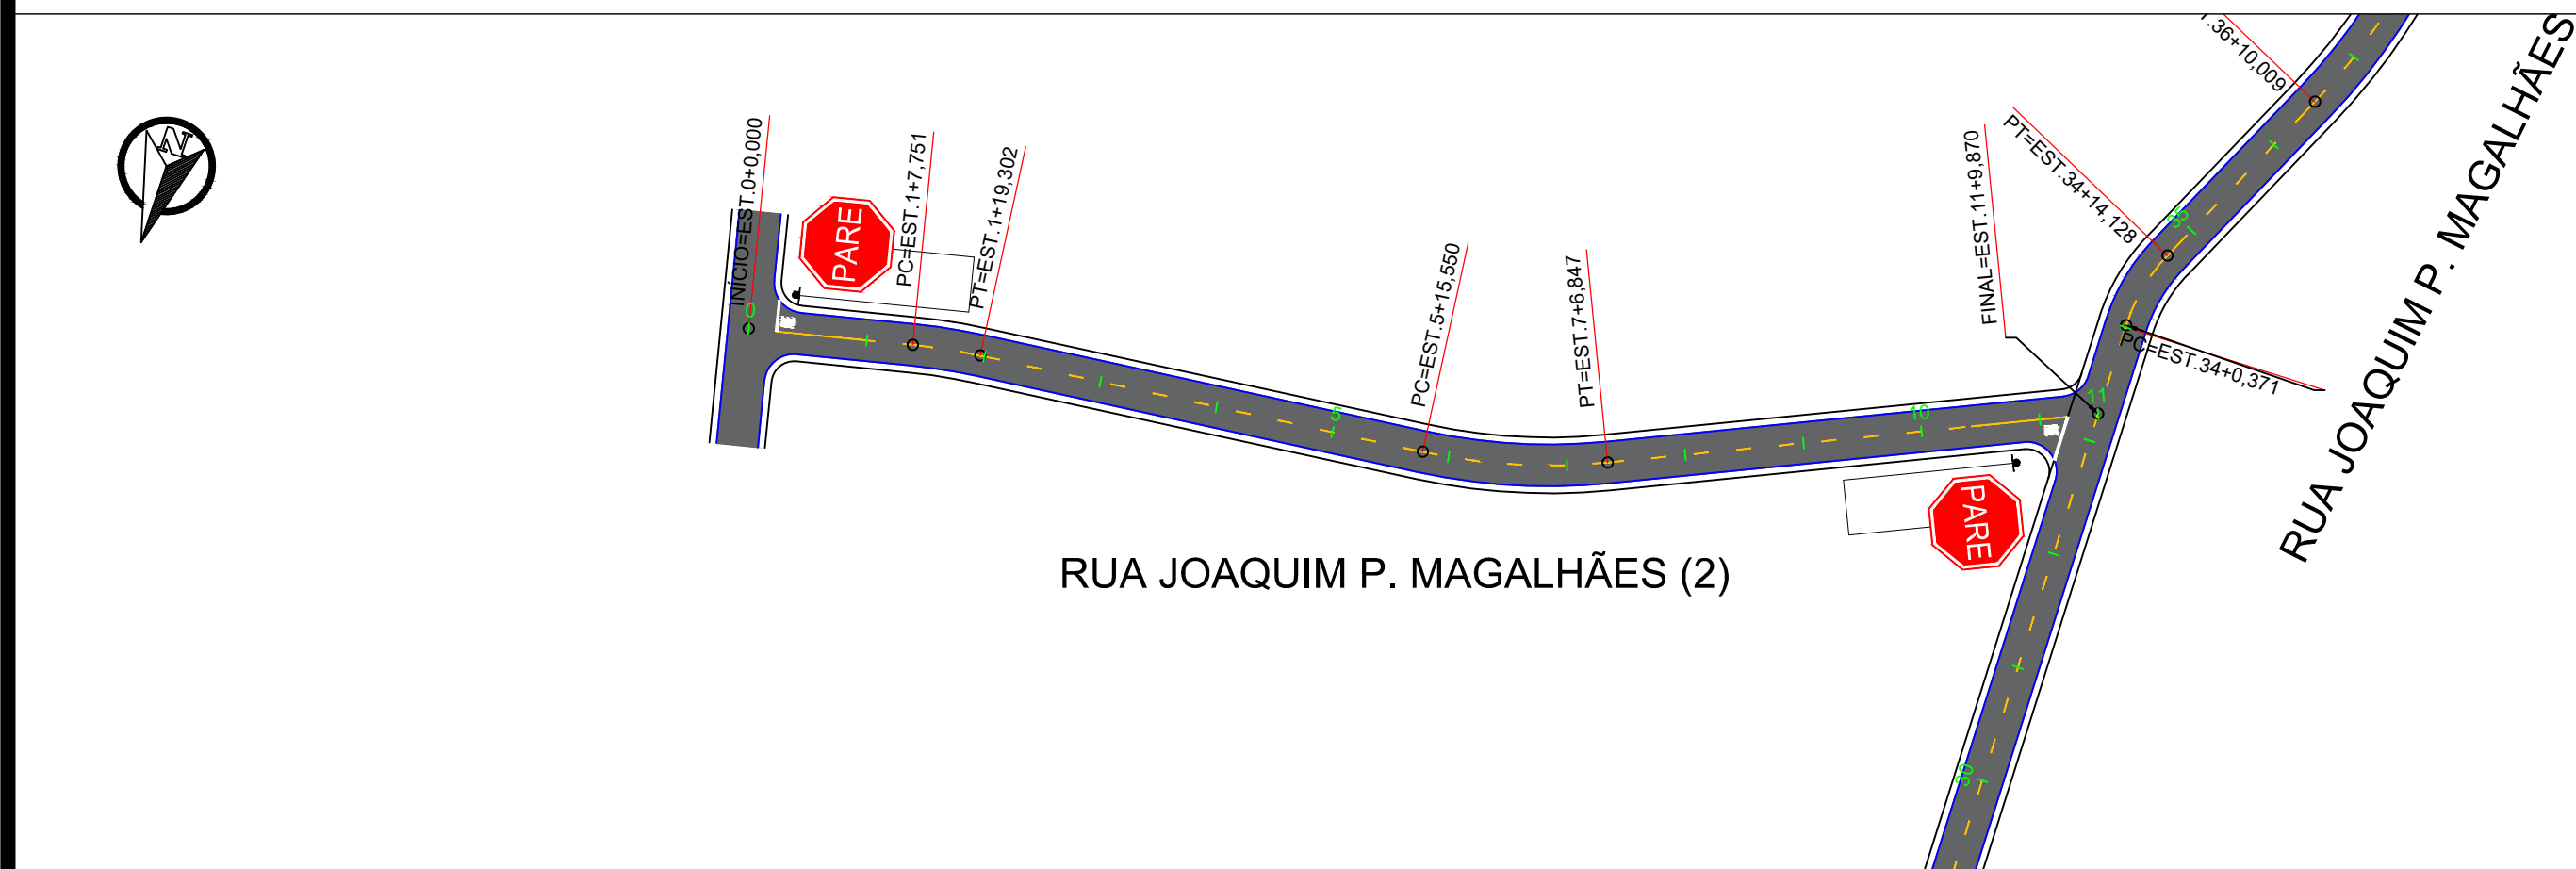 N
INÍCIO=EST.0+0,000
0
PARE
PC=EST.1+7,751
PT=EST.1+19,302
5
PC=EST.5+15,550
PT=EST.7+6,847
10
FINAL=EST.11+9,870
11
PARE
PT=EST.34+14,128
.36+10,009
35
PC=EST.34+0,371
30
RUA JOAQUIM P. MAGALHÃES (2)
RUA JOAQUIM P. MAGALHÃES